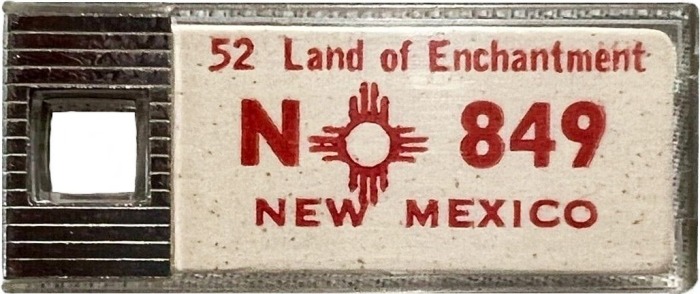 52 Land of Enchantment
N 849
NEW MEXICO